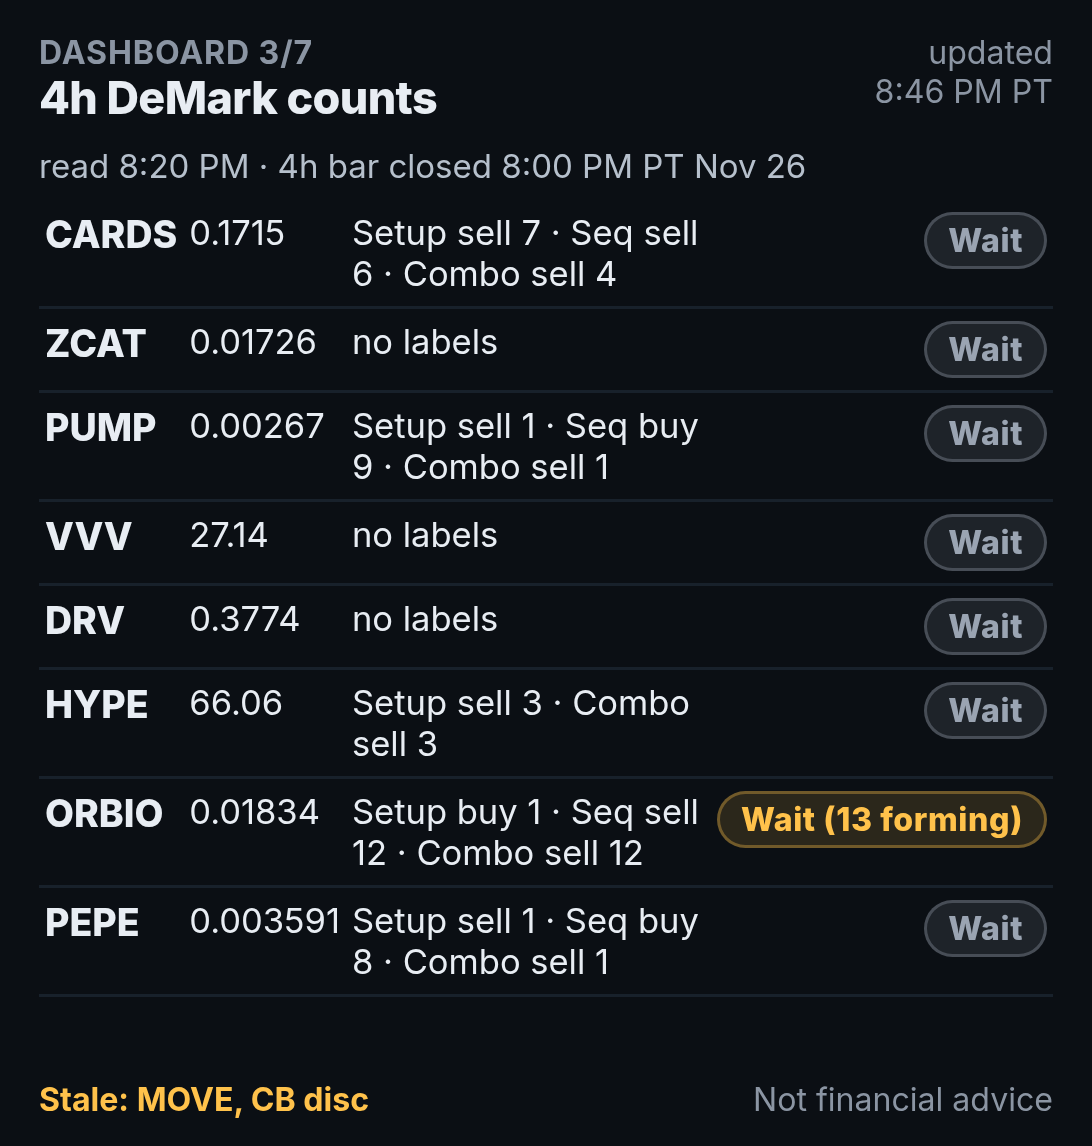 DASHBOARD 3/7
updated
4h DeMark counts
8:46 PM PT
read 8:20 PM · 4h bar closed 8:00 PM PT Nov 26
CARDS 0.1715 Setup sell 7 · Seq sell Wait
6 · Combo sell 4
ZCAT 0.01726 no labels Wait
PUMP 0.00267 Setup sell 1 · Seq buy Wait
9 · Combo sell 1
VVV 27.14 no labels Wait
DRV 0.3774 no labels Wait
HYPE 66.06 Setup sell 3 · Combo Wait
sell 3
ORBIO 0.01834 Setup buy 1 · Seq sell Wait (13 forming)
12 · Combo sell 12
PEPE 0.003591 Setup sell 1 · Seq buy Wait
8 · Combo sell 1
Stale: MOVE, CB disc Not financial advice